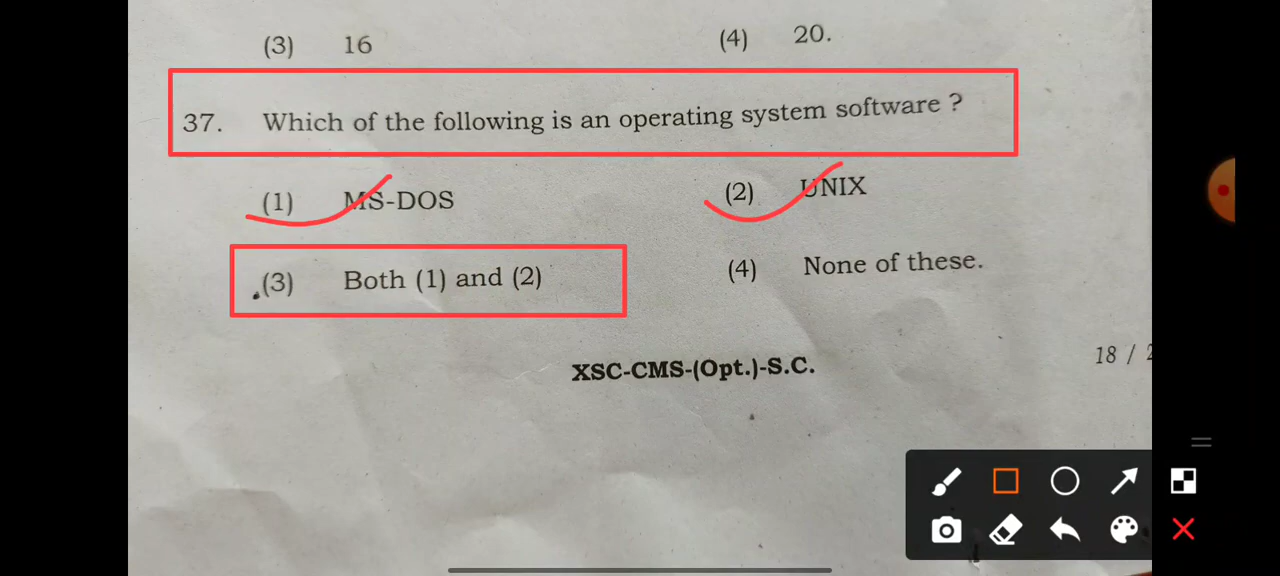 (3) 16 (4) 20.
37. Which of the following is an operating system software ?
(1) MS-DOS (2) UNIX
(3) Both (1) and (2) (4) None of these.
XSC-CMS-(Opt.)-S.C.
18 /